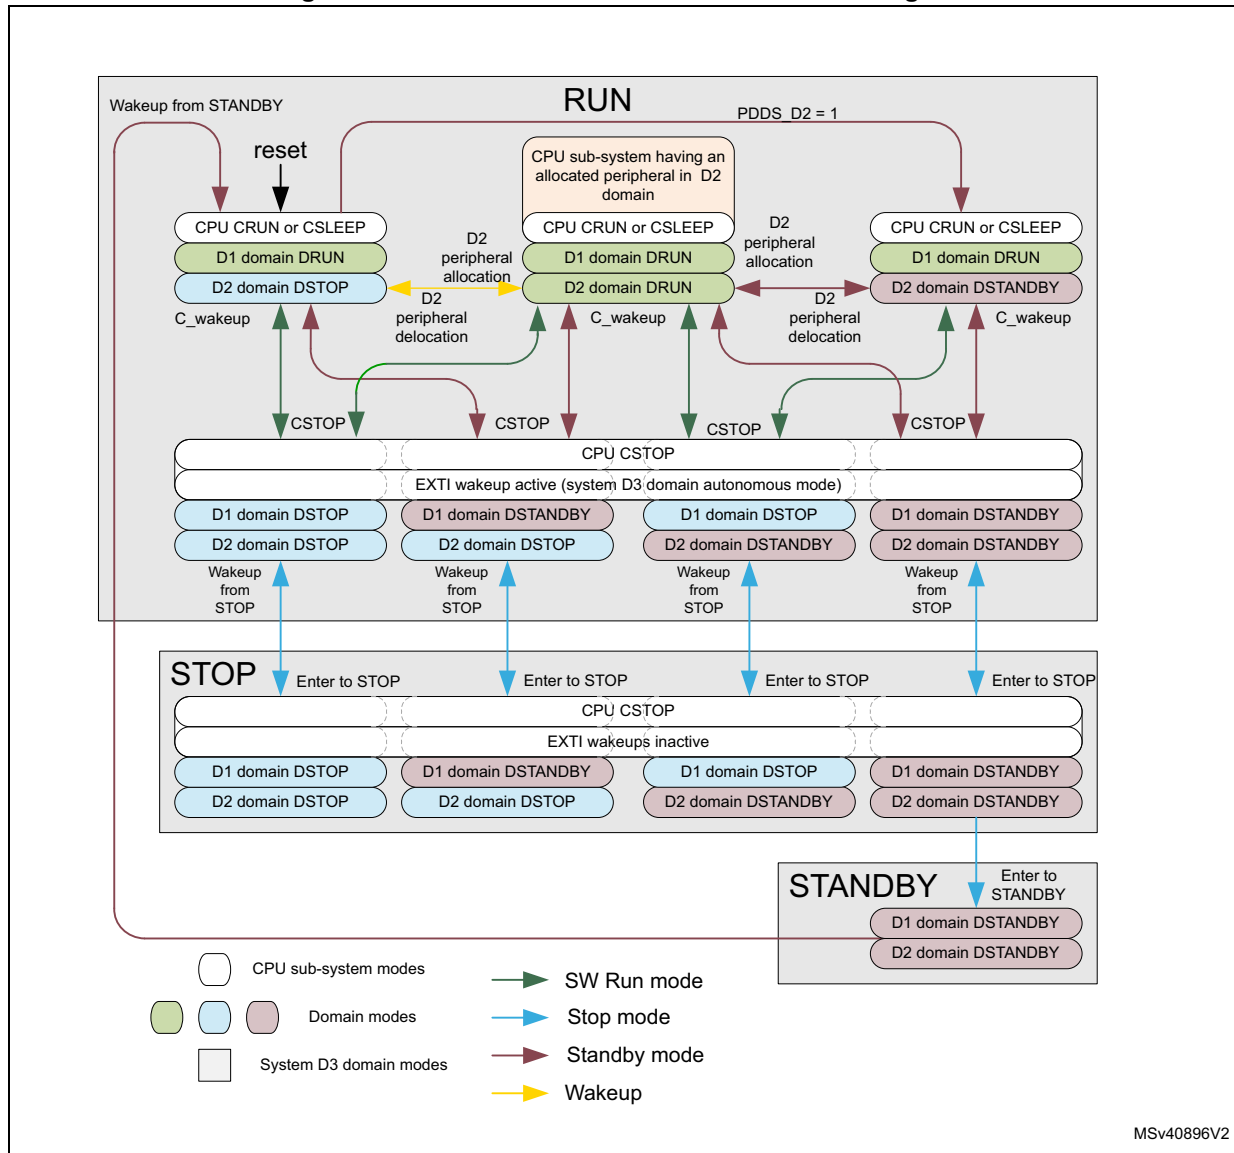 Wakeup from STANDBY
RUN
PDDS_D2 = 1
reset
CPU sub-system having an
allocated peripheral in D2
domain
CPU CRUN or CSLEEP
D1 domain DRUN
D2 domain DSTOP
D2
peripheral
allocation
D2
peripheral
delocation
CPU CRUN or CSLEEP
D1 domain DRUN
D2 domain DRUN
D2
peripheral
allocation
D2
peripheral
delocation
CPU CRUN or CSLEEP
D1 domain DRUN
D2 domain DSTANDBY
C_wakeup
C_wakeup
C_wakeup
CSTOP
CSTOP
CSTOP
CSTOP
CPU CSTOP
EXTI wakeup active (system D3 domain autonomous mode)
D1 domain DSTOP
D1 domain DSTANDBY
D1 domain DSTOP
D1 domain DSTANDBY
D2 domain DSTOP
D2 domain DSTOP
D2 domain DSTANDBY
D2 domain DSTANDBY
Wakeup
from
STOP
Wakeup
from
STOP
Wakeup
from
STOP
Wakeup
from
STOP
STOP
Enter to STOP
Enter to STOP
Enter to STOP
Enter to STOP
CPU CSTOP
EXTI wakeups inactive
D1 domain DSTOP
D1 domain DSTANDBY
D1 domain DSTOP
D1 domain DSTANDBY
D2 domain DSTOP
D2 domain DSTOP
D2 domain DSTANDBY
D2 domain DSTANDBY
STANDBY
Enter to
STANDBY
D1 domain DSTANDBY
D2 domain DSTANDBY
CPU sub-system modes
Domain modes
System D3 domain modes
SW Run mode
Stop mode
Standby mode
Wakeup
MSv40896V2